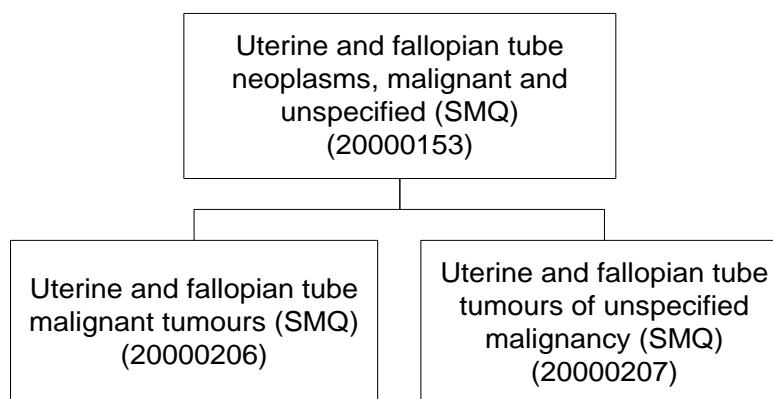 Uterine and fallopian tube
neoplasms, malignant and
unspecified (SMQ)
(20000153)
Uterine and fallopian tube
malignant tumours (SMQ)
(20000206)
Uterine and fallopian tube
tumours of unspecified
malignancy (SMQ)
(20000207)